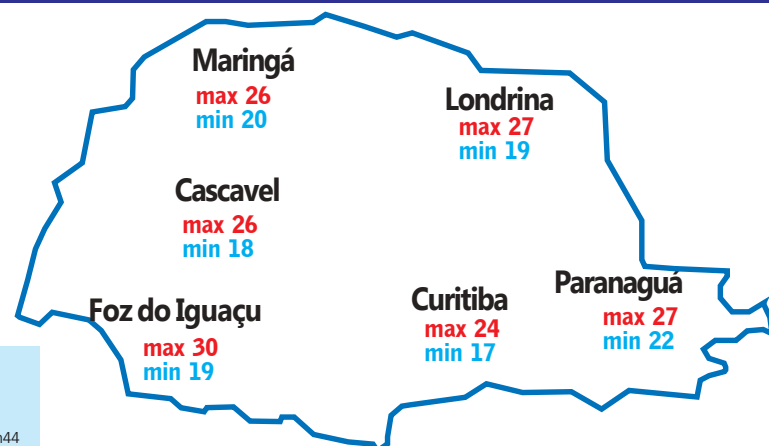 Maringá
max 26
min 20
Londrina
max 27
min 19
Cascavel
max 26
min 18
Foz do Iguaçu
max 30
min 19
Curitiba
max 24
min 17
Paranaguá
max 27
min 22